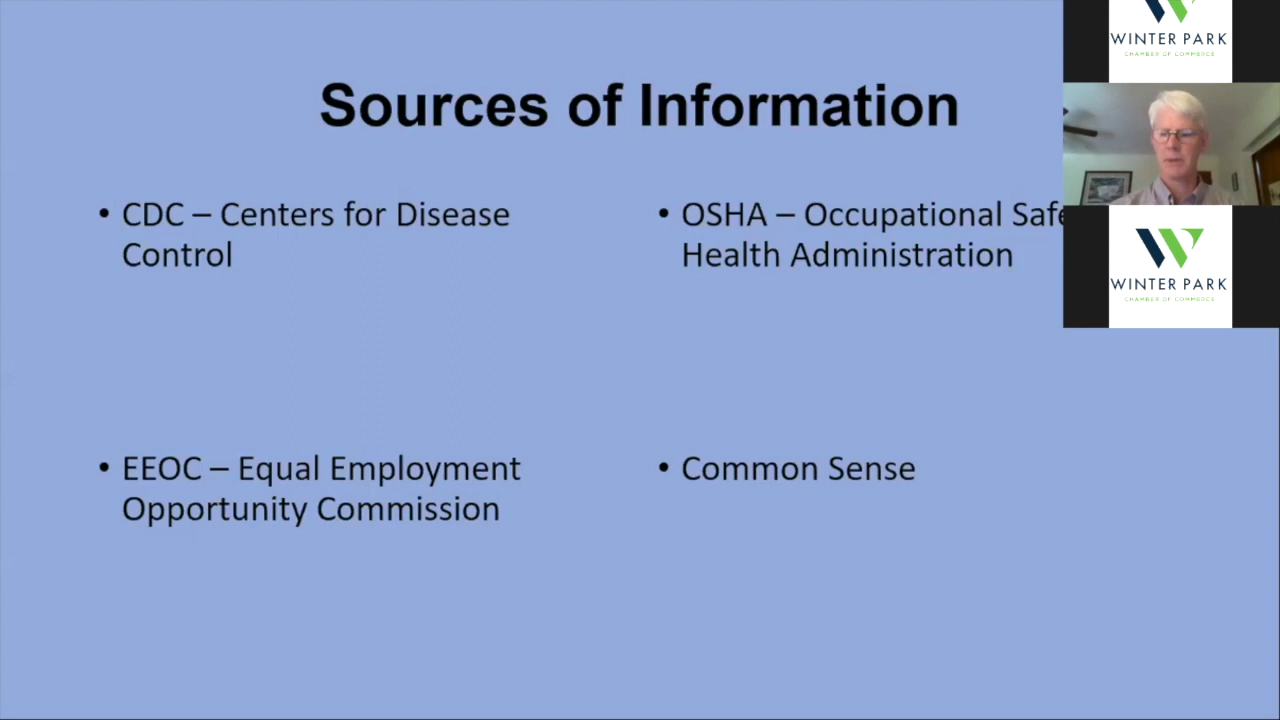 Sources of Information
• CDC – Centers for Disease
Control
• OSHA – Occupational Safe
Health Administration
• EEOC – Equal Employment
Opportunity Commission
• Common Sense
WINTER PARK
CHAMBER OF COMMERCE
WINTER PARK
CHAMBER OF COMMERCE